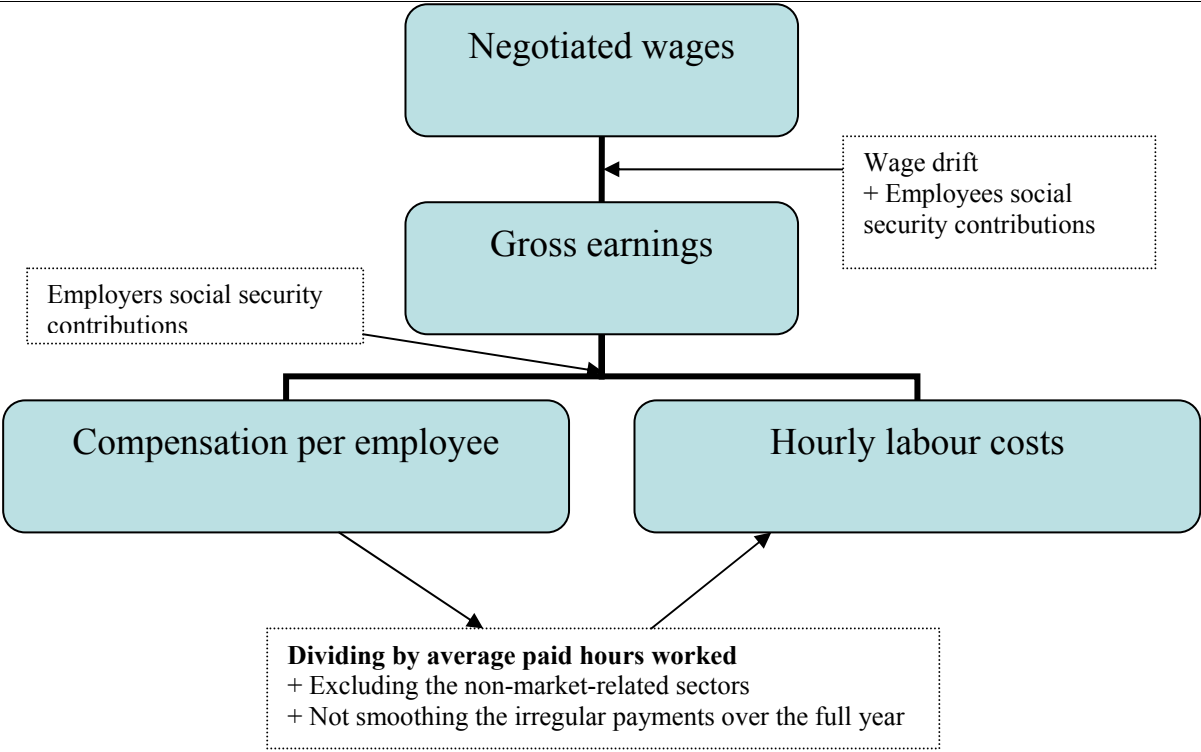 Negotiated wages
Wage drift
+ Employees social
security contributions
Gross earnings
Employers social security
contributions
Compensation per employee
Hourly labour costs
Dividing by average paid hours worked
+ Excluding the non-market-related sectors
+ Not smoothing the irregular payments over the full year